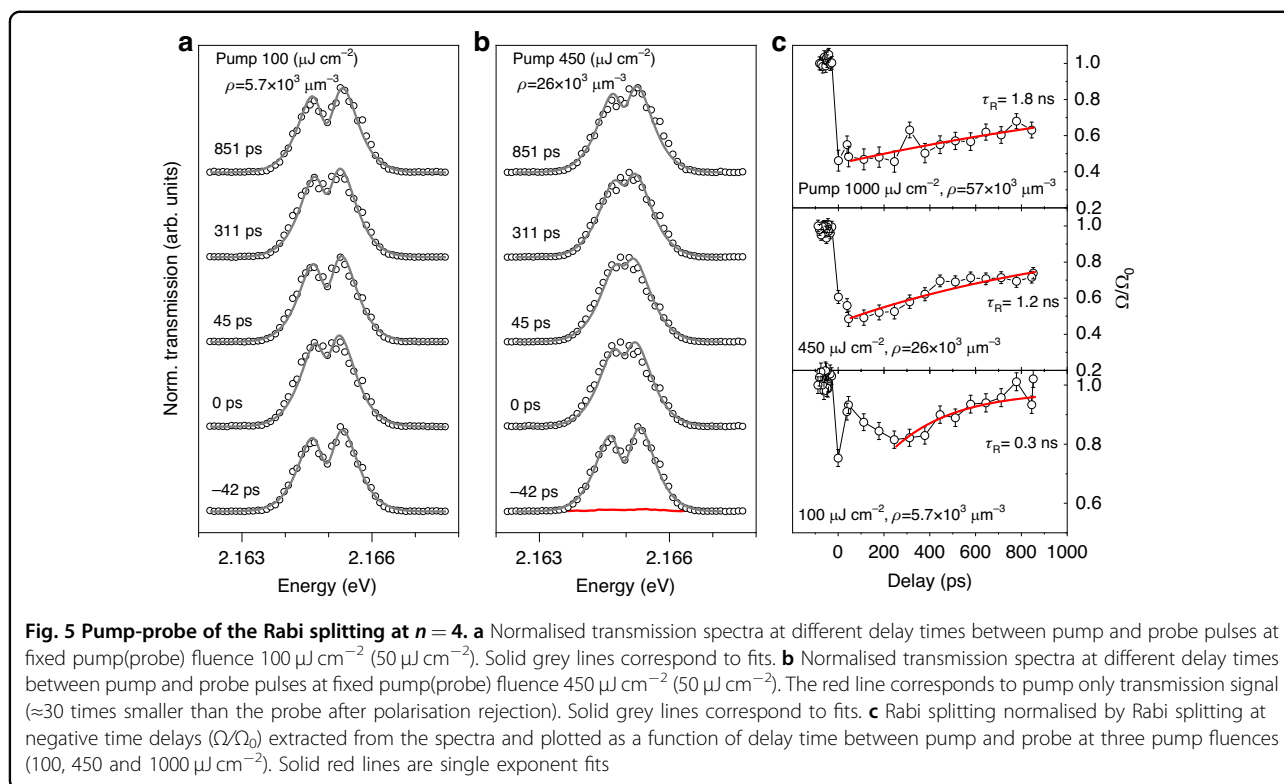 a
Pump 100 (μJ cm⁻²)
ρ=5.7×10³ μm⁻³
851 ps
311 ps
45 ps
0 ps
−42 ps
Norm. transmission (arb. units)
2.163
2.166
Energy (eV)
b
Pump 450 (μJ cm⁻²)
ρ=26×10³ μm⁻³
851 ps
311 ps
45 ps
0 ps
−42 ps
2.163
2.166
Energy (eV)
c
1.0
0.8
τR= 1.8 ns
0.6
0.4
Pump 1000 μJ cm⁻², ρ=57×10³ μm⁻³
0.2
1.0
0.8
Ω/Ω₀
0.6
τR= 1.2 ns
0.4
450 μJ cm⁻², ρ=26×10³ μm⁻³
0.2
1.0
0.8
τR= 0.3 ns
0.6
100 μJ cm⁻², ρ=5.7×10³ μm⁻³
0 200 400 600 800 1000
Delay (ps)
Fig. 5 Pump-probe of the Rabi splitting at n = 4. a Normalised transmission spectra at different delay times between pump and probe pulses at
fixed pump(probe) fluence 100 μJ cm⁻² (50 μJ cm⁻²). Solid grey lines correspond to fits. b Normalised transmission spectra at different delay times
between pump and probe pulses at fixed pump(probe) fluence 450 μJ cm⁻² (50 μJ cm⁻²). The red line corresponds to pump only transmission signal
(≈30 times smaller than the probe after polarisation rejection). Solid grey lines correspond to fits. c Rabi splitting normalised by Rabi splitting at
negative time delays (Ω/Ω₀) extracted from the spectra and plotted as a function of delay time between pump and probe at three pump fluences
(100, 450 and 1000 μJ cm⁻²). Solid red lines are single exponent fits